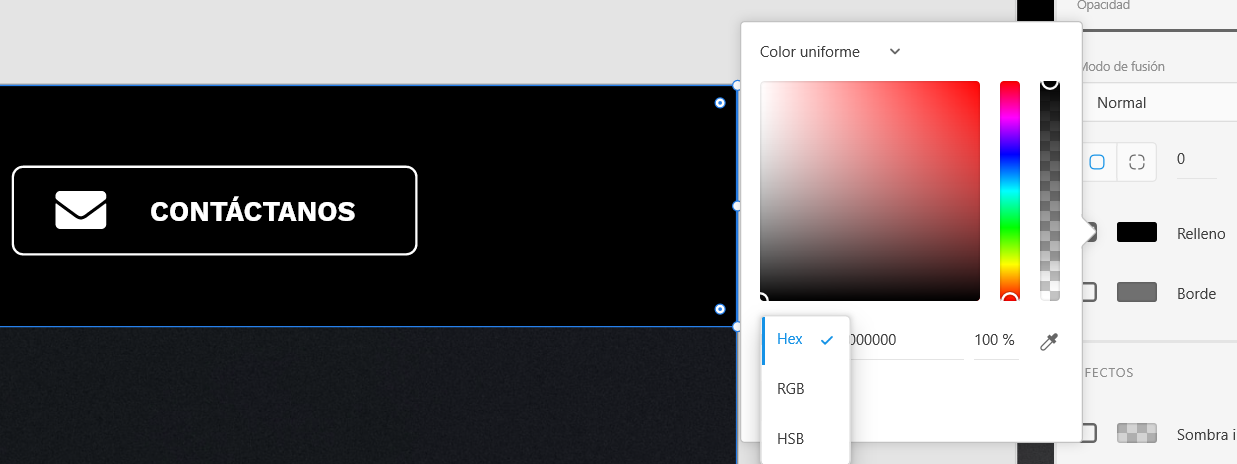 Opacidad
Color uniforme
Modo de fusión
Normal
0
CONTÁCTANOS
Relleno
Borde
Hex
000000
100 %
RGB
FECTOS
HSB
Sombra i